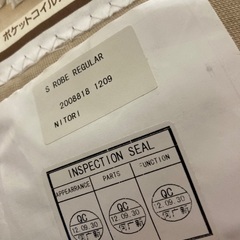 ポケットコイル
S ROBE REGULAR
2008818 1209
NITORI
INSPECTION SEAL
APPEARRANCE PARTS FUNCTION
QC QC QC
12.09.30 12.09.30 12.09.30